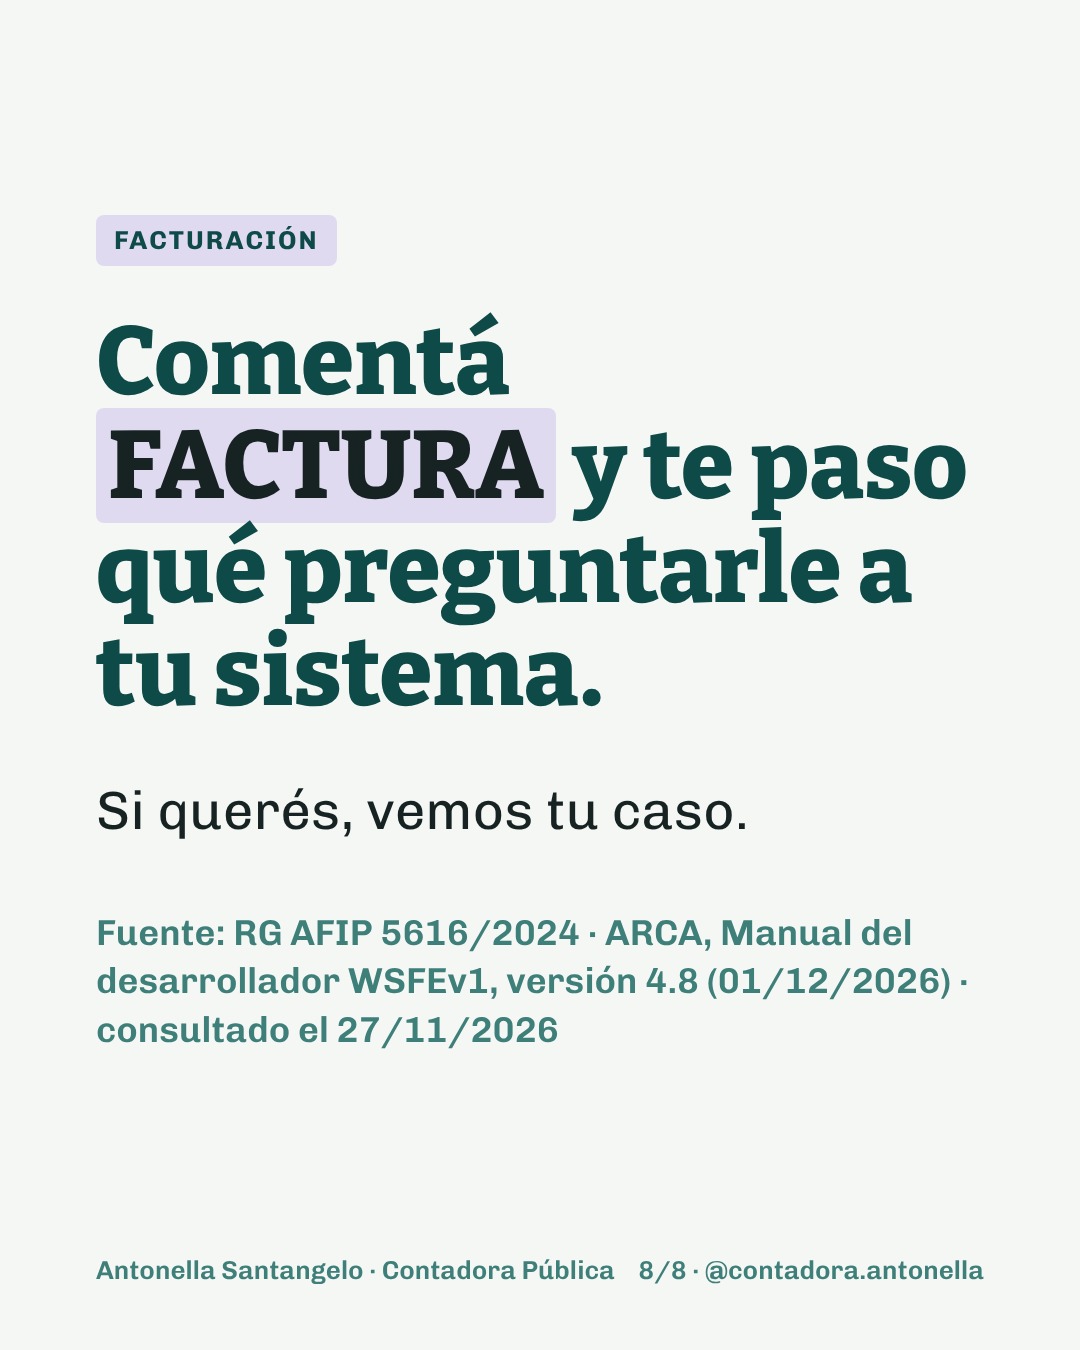 FACTURACIÓN
Comentá
FACTURA y te paso
qué preguntarle a
tu sistema.
Si querés, vemos tu caso.
Fuente: RG AFIP 5616/2024 · ARCA, Manual del
desarrollador WSFEv1, versión 4.8 (01/12/2026) ·
consultado el 27/11/2026
Antonella Santangelo · Contadora Pública 8/8 · @contadora.antonella